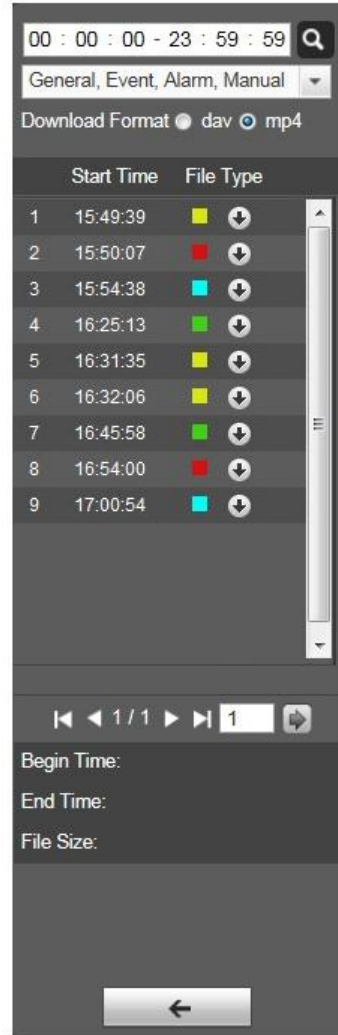 00 : 00 : 00 - 23 : 59 : 59
General, Event, Alarm, Manual
Download Format dav mp4
Start Time File Type
1 15:49:39
2 15:50:07
3 15:54:38
4 16:25:13
5 16:31:35
6 16:32:06
7 16:45:58
8 16:54:00
9 17:00:54
1 / 1 1
Begin Time:
End Time:
File Size: